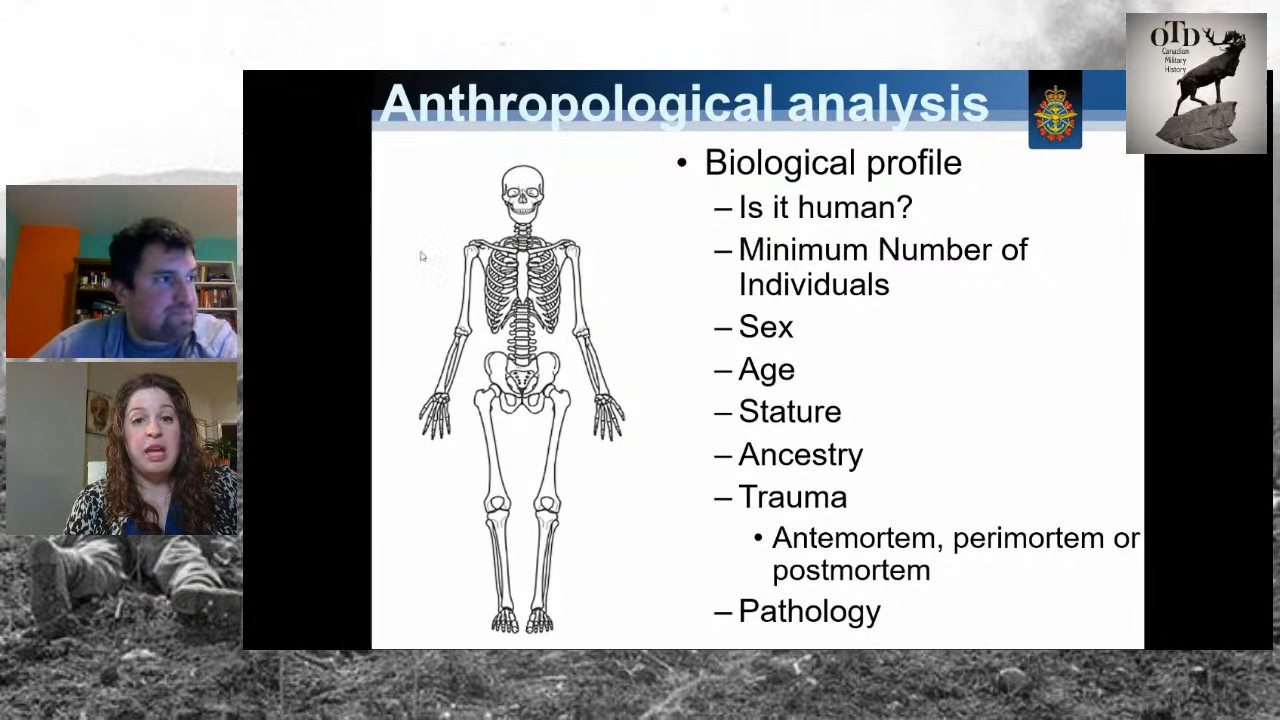 Anthropological analysis
OTD
Canadian
Military
History
• Biological profile
– Is it human?
– Minimum Number of
Individuals
– Sex
– Age
– Stature
– Ancestry
– Trauma
• Antemortem, perimortem or
postmortem
– Pathology